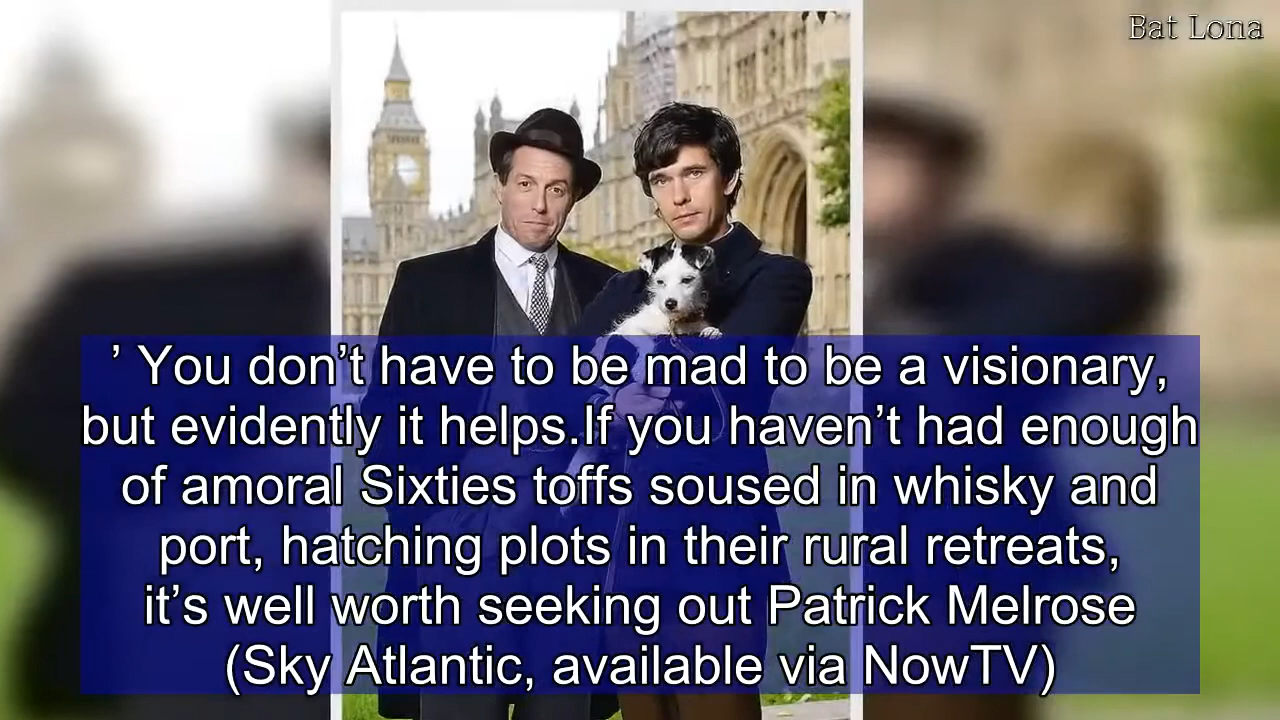 Bat Lona
’ You don’t have to be mad to be a visionary,
but evidently it helps.If you haven’t had enough
of amoral Sixties toffs soused in whisky and
port, hatching plots in their rural retreats,
it’s well worth seeking out Patrick Melrose
(Sky Atlantic, available via NowTV)